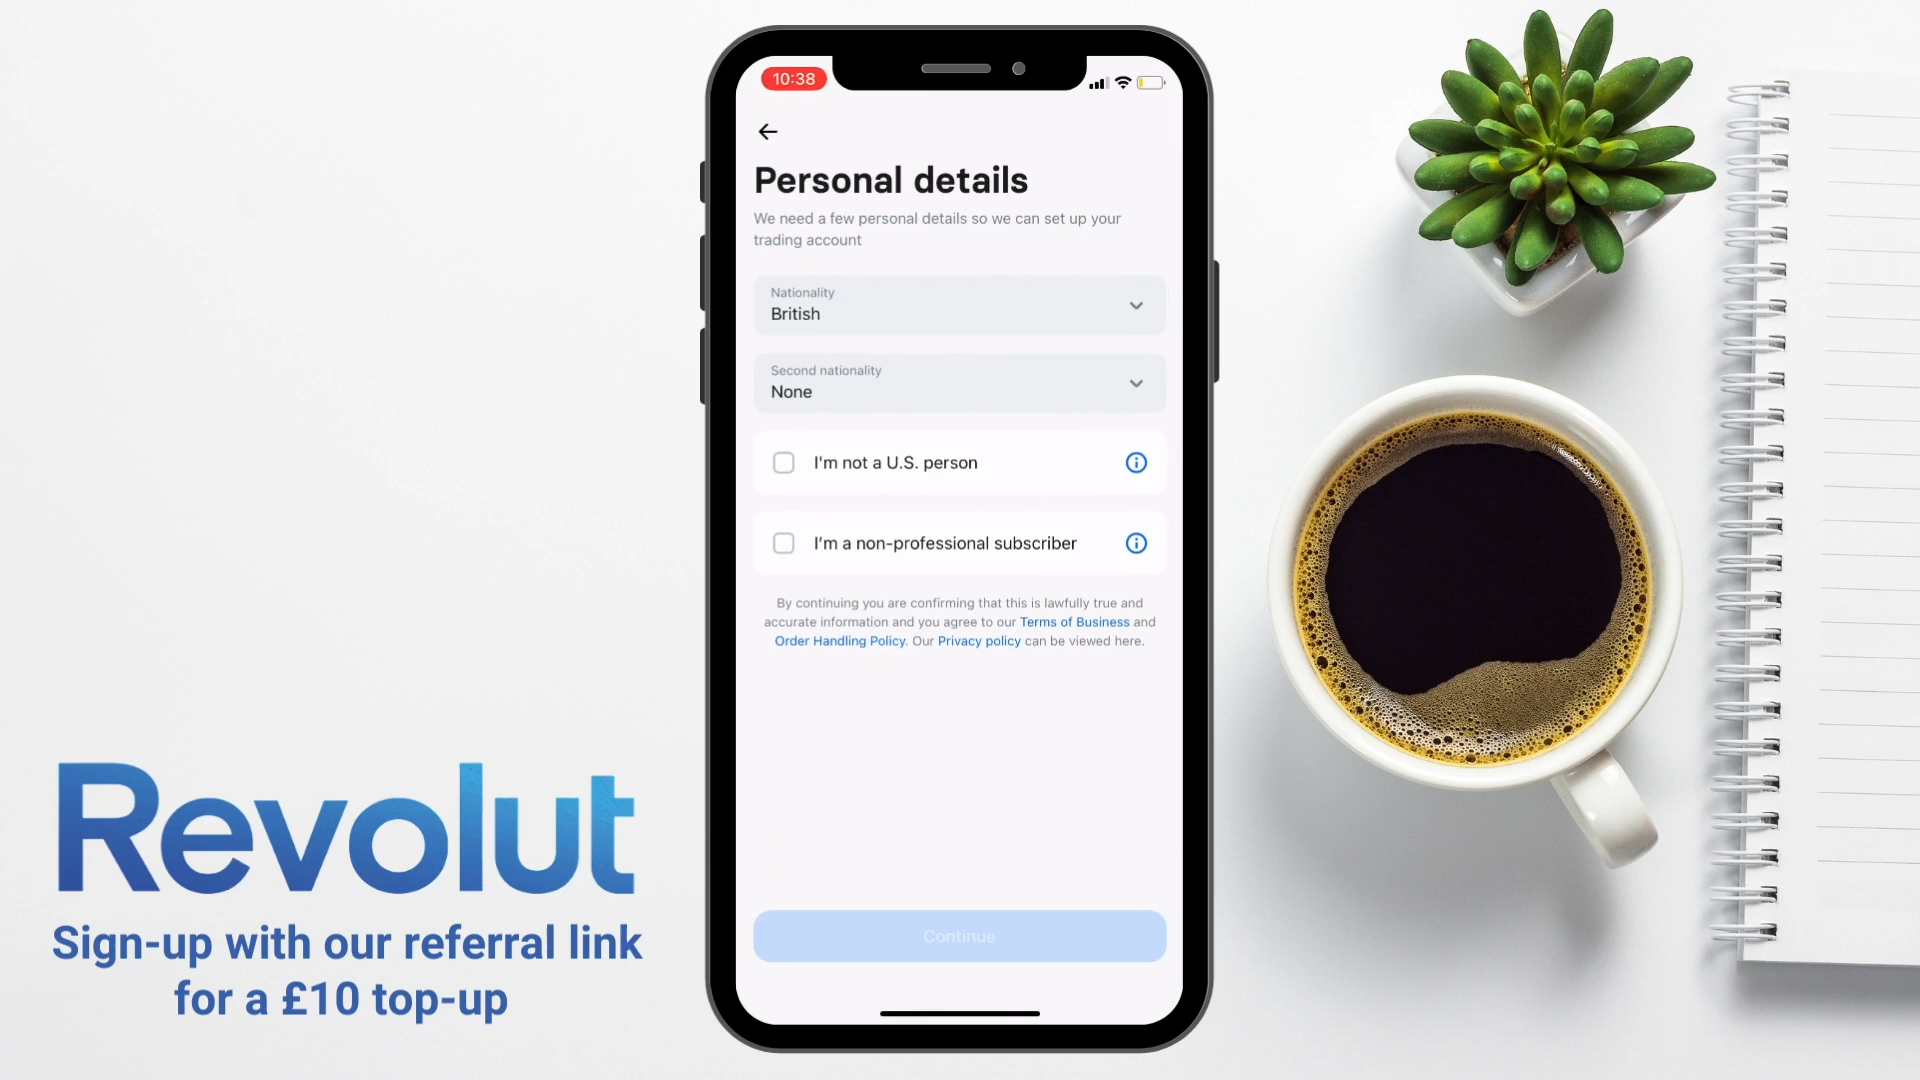 10:38
Personal details
We need a few personal details so we can set up your
trading account
Nationality
British
Second nationality
None
I'm not a U.S. person
I'm a non-professional subscriber
By continuing you are confirming that this is lawfully true and
accurate information and you agree to our Terms of Business and
Order Handling Policy. Our Privacy policy can be viewed here.
Continue
Revolut
Sign-up with our referral link
for a £10 top-up